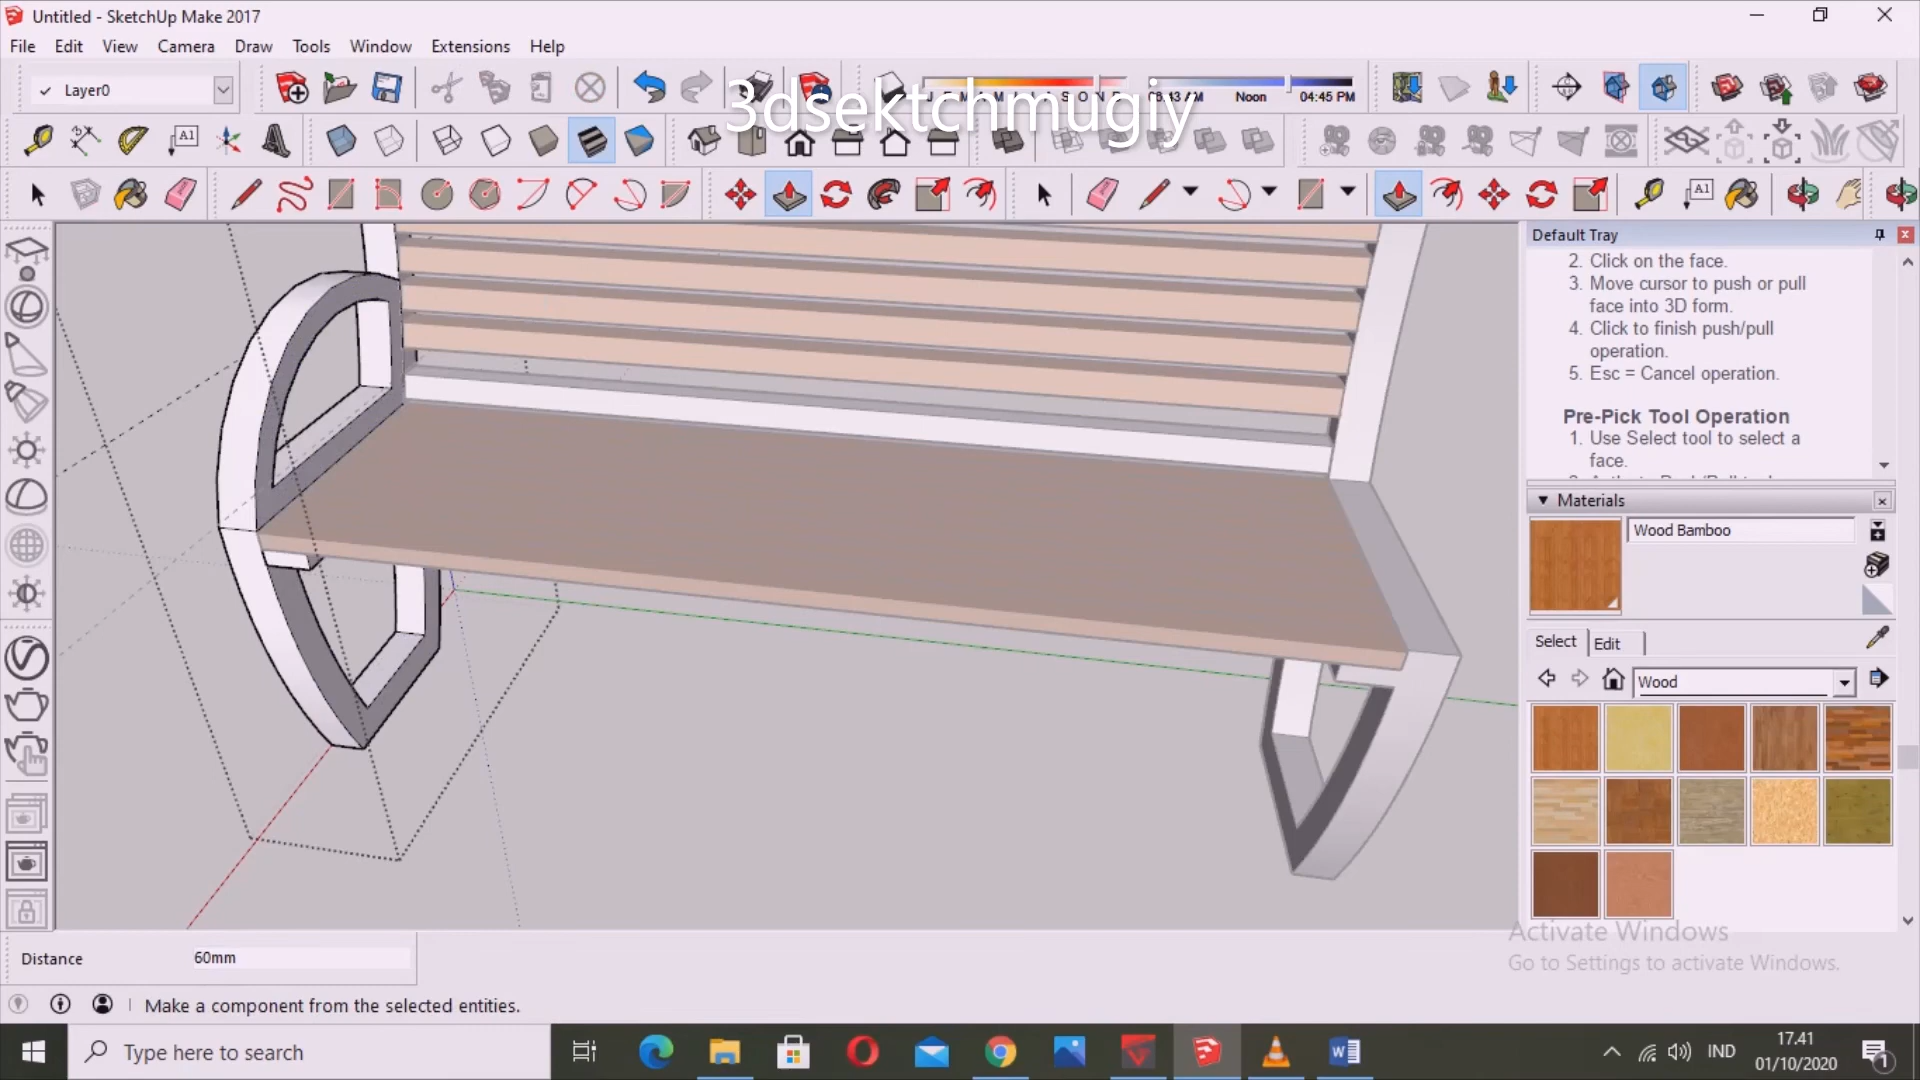 Untitled - SketchUp Make 2017
File Edit View Camera Draw Tools Window Extensions Help
Layer0
3dsektchmugiy
Noon 04:45 PM
A1
A1
Default Tray
2. Click on the face.
3. Move cursor to push or pull
face into 3D form.
4. Click to finish push/pull
operation.
5. Esc = Cancel operation.
Pre-Pick Tool Operation
1. Use Select tool to select a
face.
Materials
Wood Bamboo
Select Edit
Wood
Activate Windows
Go to Settings to activate Windows.
Distance 60mm
Make a component from the selected entities.
Type here to search
IND
17.41
01/10/2020
1